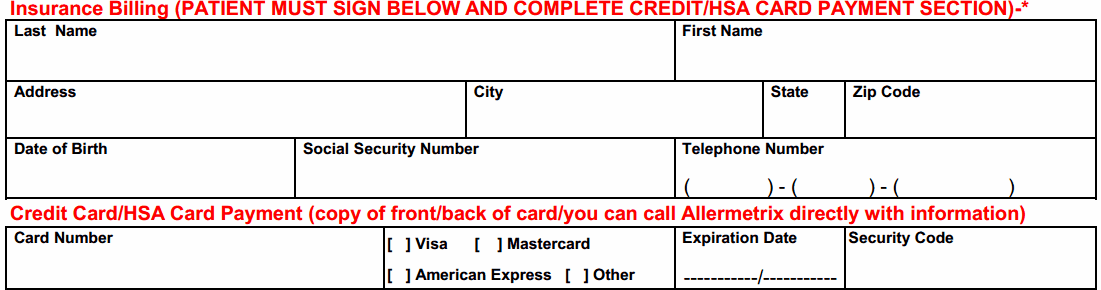 Insurance Billing (PATIENT MUST SIGN BELOW AND COMPLETE CREDIT/HSA CARD PAYMENT SECTION)-*
Last Name First Name
Address City State Zip Code
Date of Birth Social Security Number Telephone Number
( ) - ( ) - ( )
Credit Card/HSA Card Payment (copy of front/back of card/you can call Allermetrix directly with information)
Card Number [ ] Visa [ ] Mastercard Expiration Date Security Code
[ ] American Express [ ] Other -----------/-----------